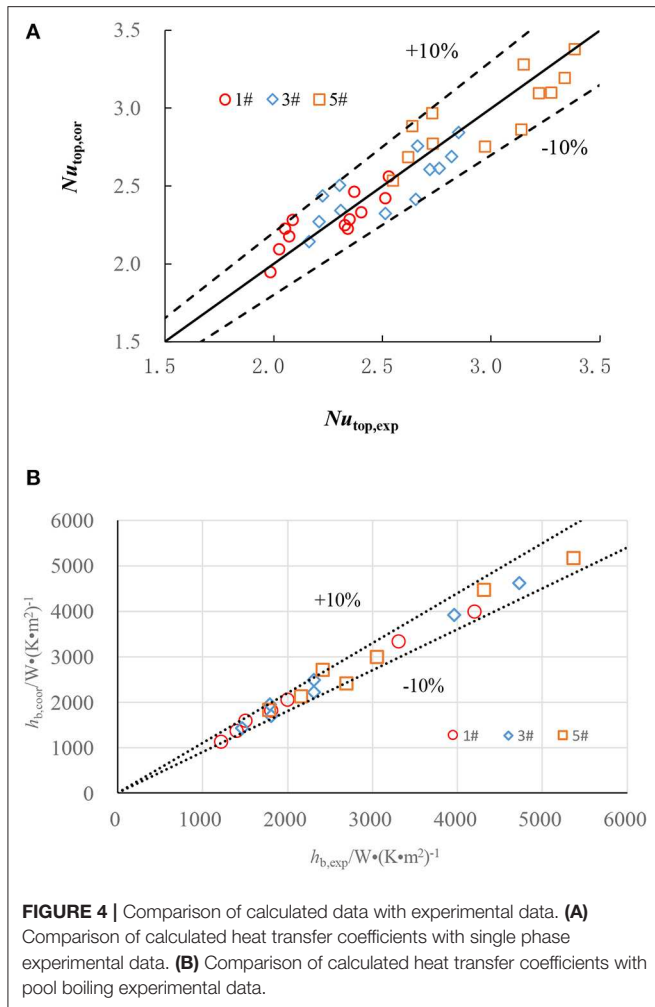 A
3.5
3.0
2.5
2.0
1.5
Nu top,cor
+10%
1# 3# 5#
-10%
1.5 2.0 2.5 3.0 3.5
Nu top,exp
B
6000
5000
4000
3000
2000
1000
0
h b,coor/W•(K•m²)-1
+10%
-10%
1# 3# 5#
0 1000 2000 3000 4000 5000 6000
h b,exp/W•(K•m²)-1
FIGURE 4 | Comparison of calculated data with experimental data. (A)
Comparison of calculated heat transfer coefficients with single phase
experimental data. (B) Comparison of calculated heat transfer coefficients with
pool boiling experimental data.